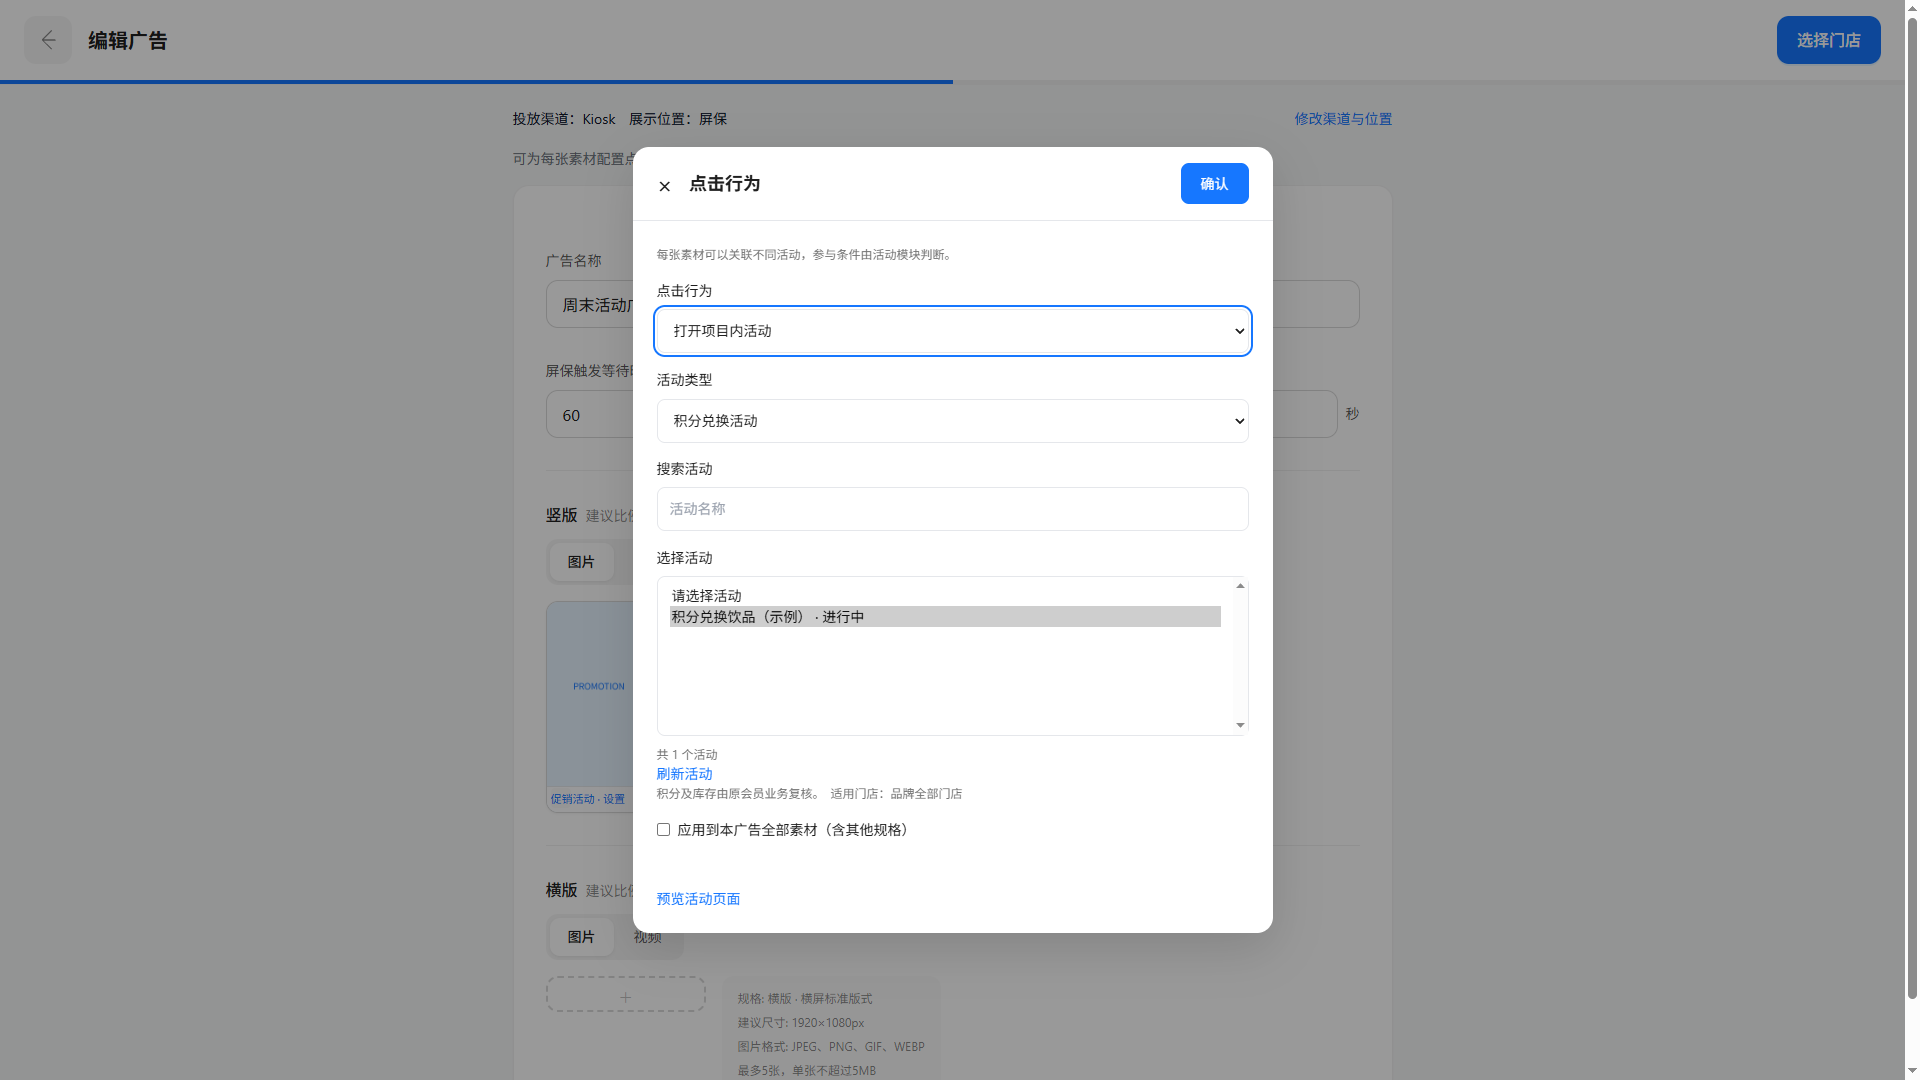 编辑广告
选择门店
投放渠道：Kiosk 展示位置：屏保
修改渠道与位置
可为每张素材配置点
点击行为
确认
每张素材可以关联不同活动，参与条件由活动模块判断。
广告名称
周末活动广
点击行为
打开项目内活动
屏保触发等待时
60
秒
活动类型
积分兑换活动
搜索活动
活动名称
竖版 建议比例
图片
选择活动
请选择活动
积分兑换饮品（示例） · 进行中
PROMOTION
促销活动 · 设置
共 1 个活动
刷新活动
积分及库存由原会员业务复核。 适用门店：品牌全部门店
应用到本广告全部素材（含其他规格）
预览活动页面
横版 建议比例
图片
视频
规格: 横版 · 横屏标准版式
建议尺寸: 1920×1080px
图片格式: JPEG、PNG、GIF、WEBP
最多5张，单张不超过5MB